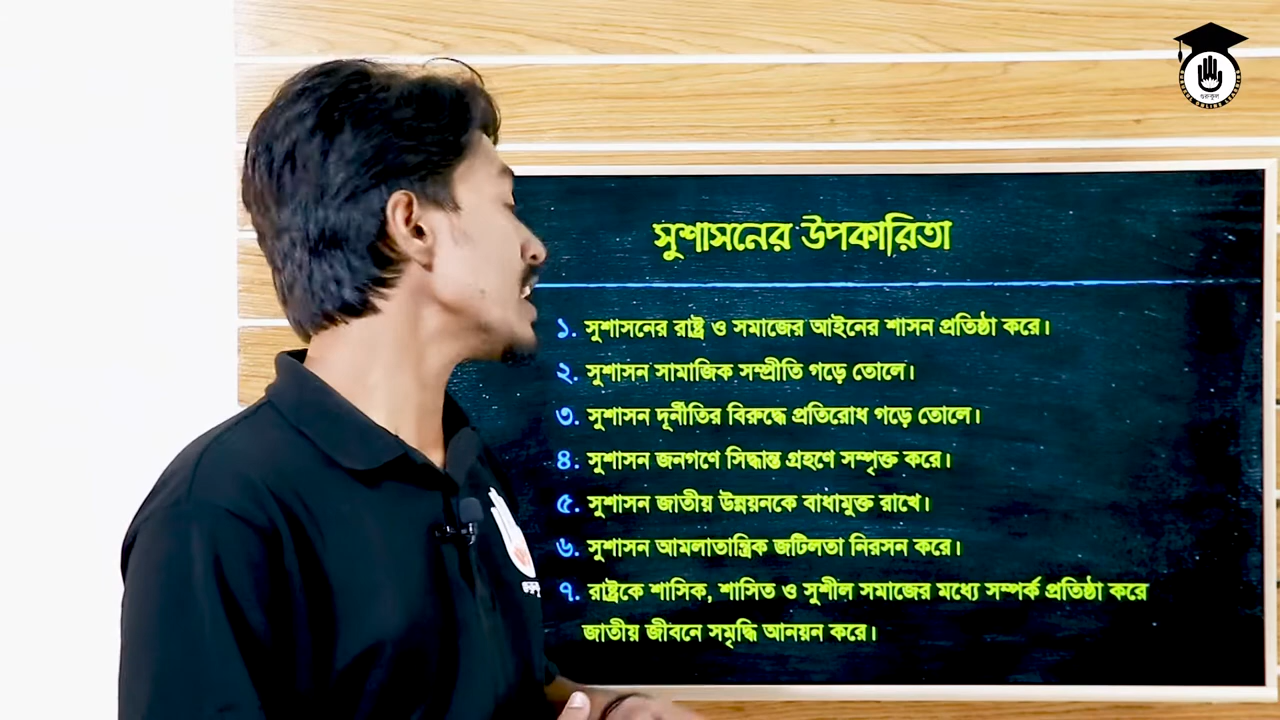 সুশাসনের উপকারিতা
১. সুশাসনের রাষ্ট্র ও সমাজের আইনের শাসন প্রতিষ্ঠা করে।
২. সুশাসন সামাজিক সম্প্রীতি গড়ে তোলে।
৩. সুশাসন দূর্নীতির বিরুদ্ধে প্রতিরোধ গড়ে তোলে।
৪. সুশাসন জনগণে সিদ্ধান্ত গ্রহণে সম্পৃক্ত করে।
৫. সুশাসন জাতীয় উন্নয়নকে বাধামুক্ত রাখে।
৬. সুশাসন আমলাতান্ত্রিক জটিলতা নিরসন করে।
৭. রাষ্ট্রকে শাসিক, শাসিত ও সুশীল সমাজের মধ্যে সম্পর্ক প্রতিষ্ঠা করে
জাতীয় জীবনে সমৃদ্ধি আনয়ন করে।
গুরুকুল